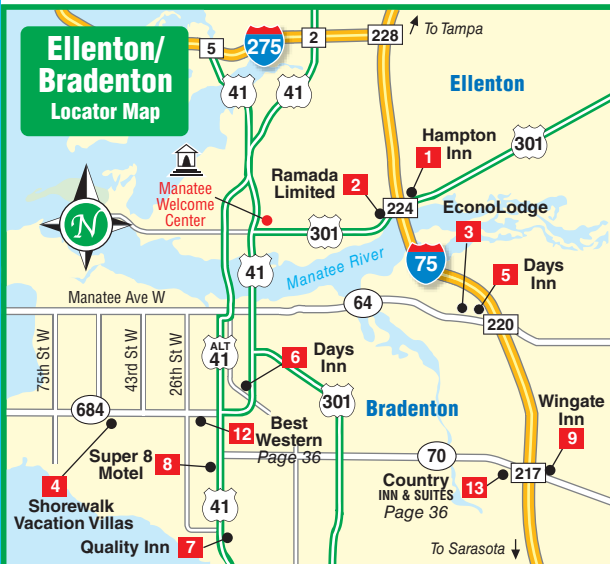 Ellenton/
Bradenton
Locator Map
5
275
2
228
To Tampa
41
41
Ellenton
Hampton
Inn
1
301
Manatee
Welcome
Center
Ramada
Limited
2
224
EconoLodge
3
N
301
41
Manatee River
75
5
Days
Inn
Manatee Ave W
64
220
75th St W
43rd St W
26th St W
ALT
41
6
Days
Inn
301
Bradenton
684
12
Best
Western
Page 36
Wingate
Inn
9
Super 8
Motel
8
70
4
Shorewalk
Vacation Villas
Country
INN & SUITES
13
Page 36
217
41
Quality Inn
7
To Sarasota